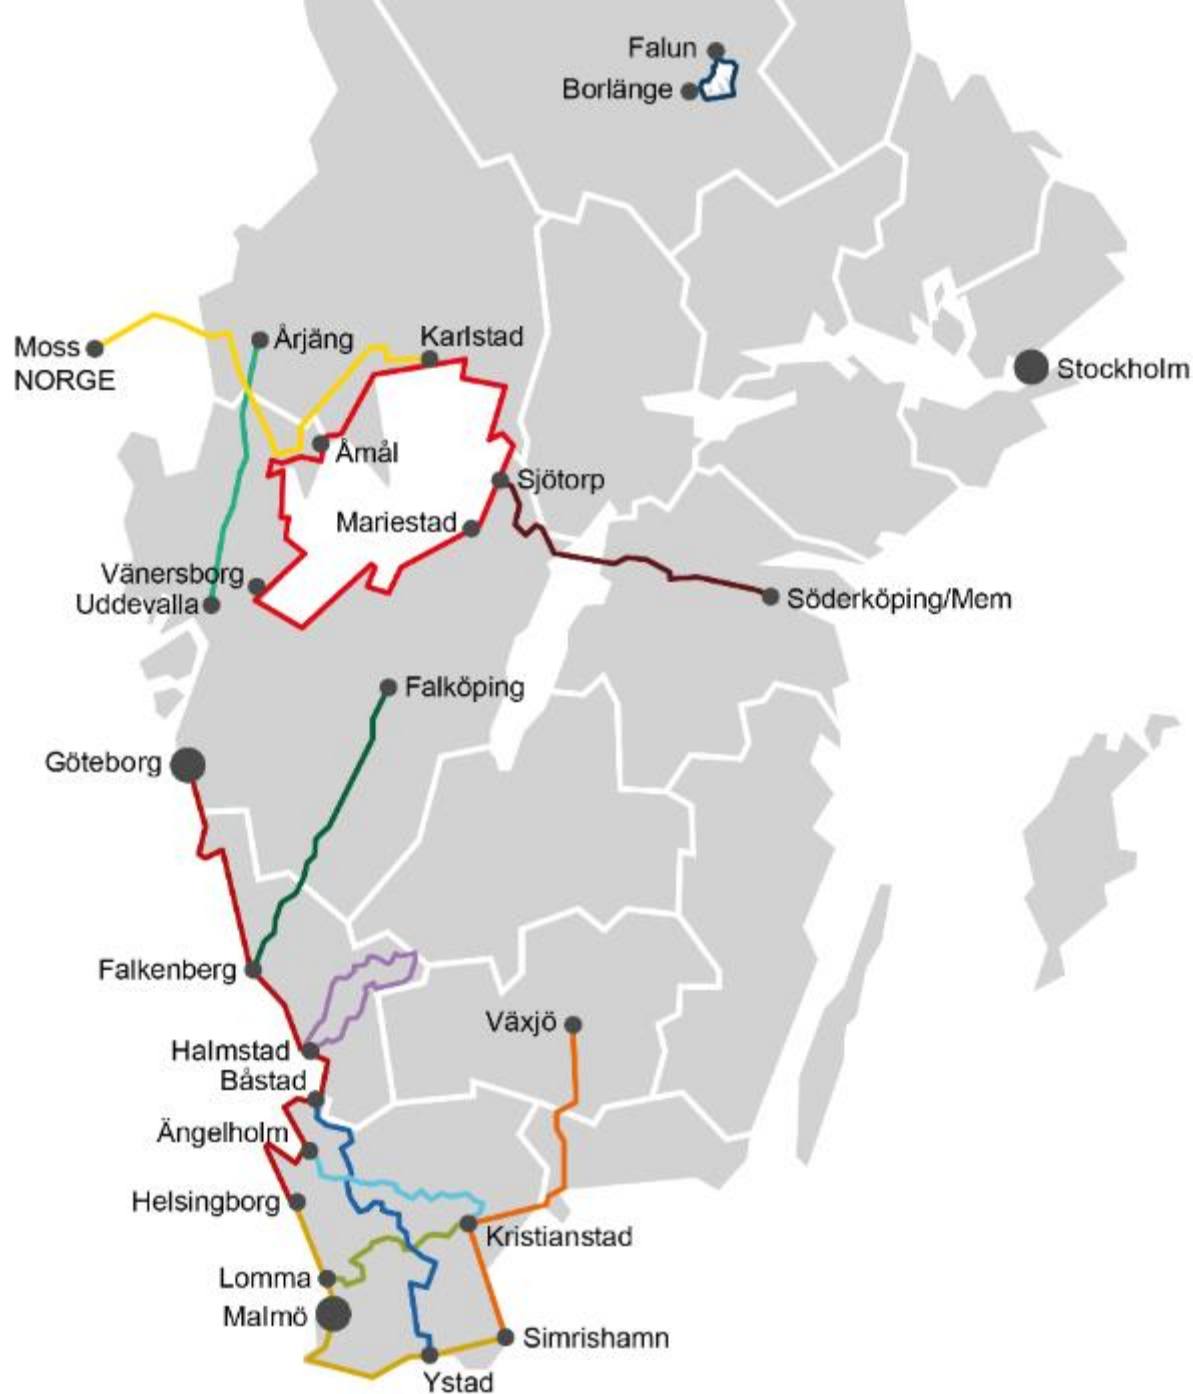 Falun
Borlänge
Moss
NORGE
Årjäng
Karlstad
Stockholm
Åmål
Sjötorp
Mariestad
Vänersborg
Uddevalla
Söderköping/Mem
Falköping
Göteborg
Falkenberg
Växjö
Halmstad
Båstad
Ängelholm
Helsingborg
Kristianstad
Lomma
Malmö
Simrishamn
Ystad